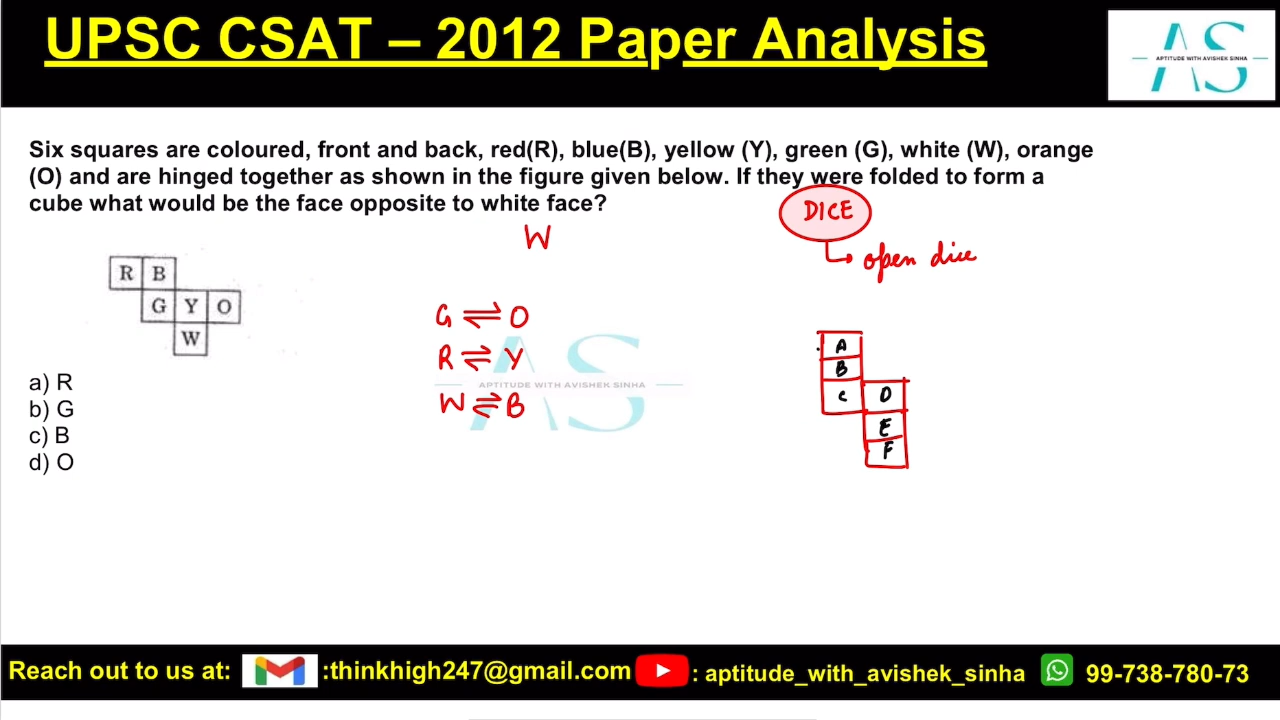 UPSC CSAT – 2012 Paper Analysis
AS
APTITUDE WITH AVISHEK SINHA
Six squares are coloured, front and back, red(R), blue(B), yellow (Y), green (G), white (W), orange
(O) and are hinged together as shown in the figure given below. If they were folded to form a
cube what would be the face opposite to white face?
DICE
W
open dice
R B
G Y O
W
G ⇌ O
R ⇌ Y
W ⇌ B
AS
APTITUDE WITH AVISHEK SINHA
A
B
C D
E
F
a) R
b) G
c) B
d) O
Reach out to us at: :thinkhigh247@gmail.com : aptitude_with_avishek_sinha 99-738-780-73